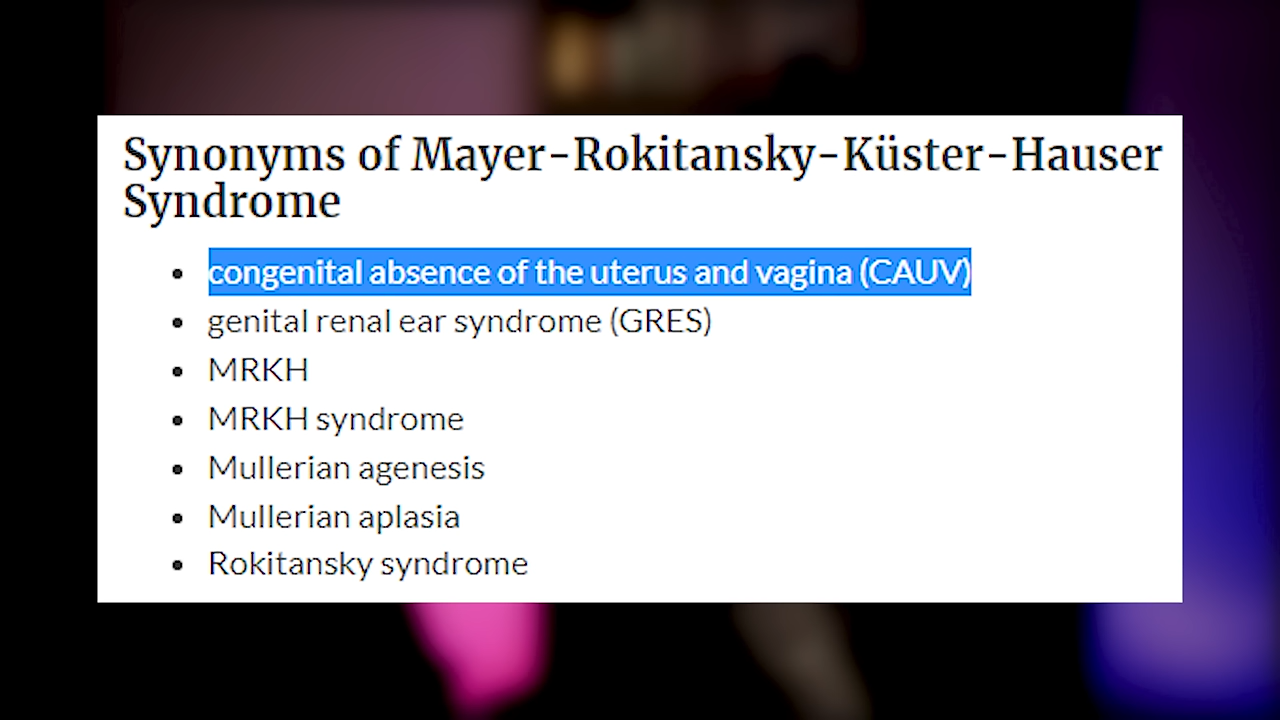 Synonyms of Mayer-Rokitansky-Küster-Hauser
Syndrome
congenital absence of the uterus and vagina (CAUV)
genital renal ear syndrome (GRES)
MRKH
MRKH syndrome
Mullerian agenesis
Mullerian aplasia
Rokitansky syndrome